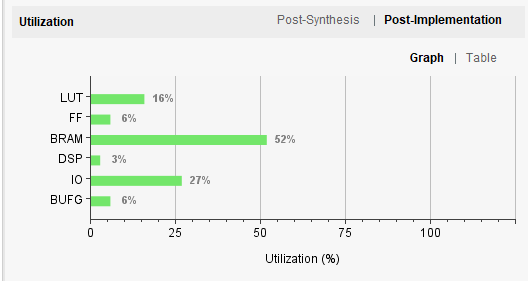 Utilization Post-Synthesis | Post-Implementation
Graph | Table
LUT 16%
FF 6%
BRAM 52%
DSP 3%
IO 27%
BUFG 6%
0 25 50 75 100
Utilization (%)